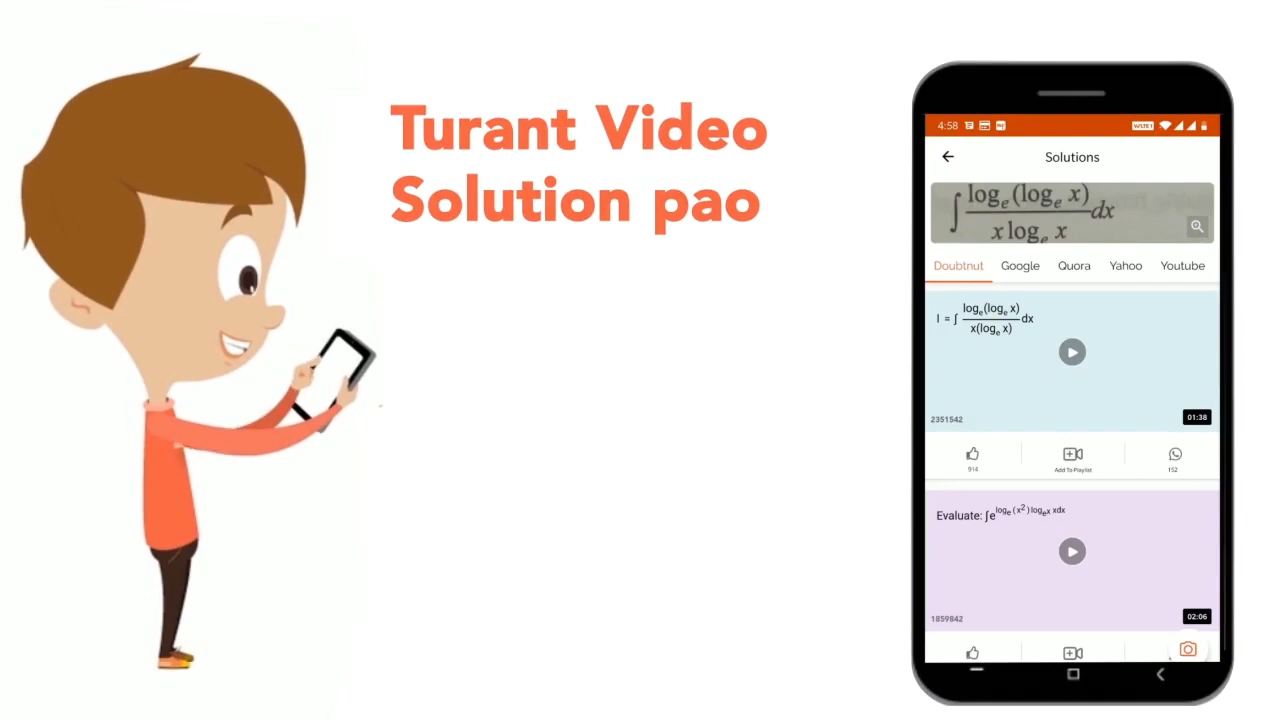 Turant Video
Solution pao
4:58
VoLTE1
Solutions
∫ logₑ(logₑ x) / x logₑ x dx
Doubtnut Google Quora Yahoo Youtube
I = ∫ logₑ(logₑ x) / x(logₑ x) dx
2351542 01:38
914 Add To Playlist 152
Evaluate: ∫e^logₑ(x²)logₑx xdx
1859842 02:06